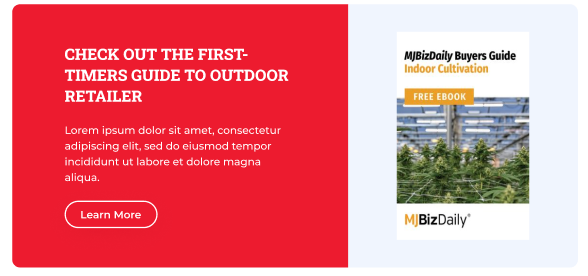 CHECK OUT THE FIRST-
TIMERS GUIDE TO OUTDOOR
RETAILER
Lorem ipsum dolor sit amet, consectetur
adipiscing elit, sed do eiusmod tempor
incididunt ut labore et dolore magna
aliqua.
Learn More
MJBizDaily Buyers Guide
Indoor Cultivation
FREE EBOOK
MJBizDaily®